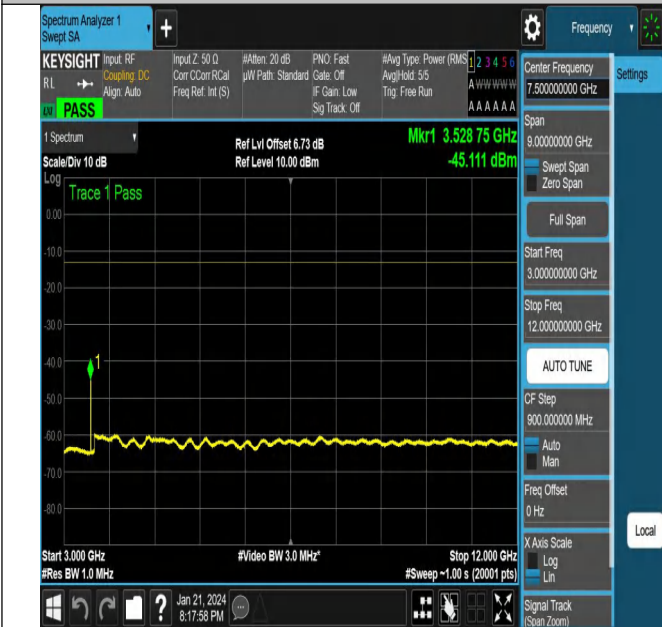 Spectrum Analyzer 1
Swept SA
+
Frequency
KEYSIGHT
RL
Input: RF
Coupling: DC
Align: Auto
Input Z: 50 Ω
Corr CCorr RCal
Freq Ref: Int (S)
#Atten: 20 dB
µW Path: Standard
PNO: Fast
Gate: Off
IF Gain: Low
Sig Track: Off
#Avg Type: Power (RMS
Avg|Hold: 5/5
Trig: Free Run
1 2 3 4 5 6
A W W W W W
A A A A A A
PASS
1 Spectrum
Scale/Div 10 dB
Ref Lvl Offset 6.73 dB
Ref Level 10.00 dBm
Mkr1 3.528 75 GHz
-45.111 dBm
Log
Trace 1 Pass
0.00
-10.0
-20.0
-30.0
-40.0
1
-50.0
-60.0
-70.0
-80.0
Start 3.000 GHz
#Res BW 1.0 MHz
#Video BW 3.0 MHz*
Stop 12.000 GHz
#Sweep ~1.00 s (20001 pts)
?
Jan 21, 2024
8:17:58 PM
Center Frequency
7.500000000 GHz
Settings
Span
9.00000000 GHz
Swept Span
Zero Span
Full Span
Start Freq
3.000000000 GHz
Stop Freq
12.000000000 GHz
AUTO TUNE
CF Step
900.000000 MHz
Auto
Man
Freq Offset
0 Hz
X Axis Scale
Log
Lin
Local
Signal Track
(Span Zoom)